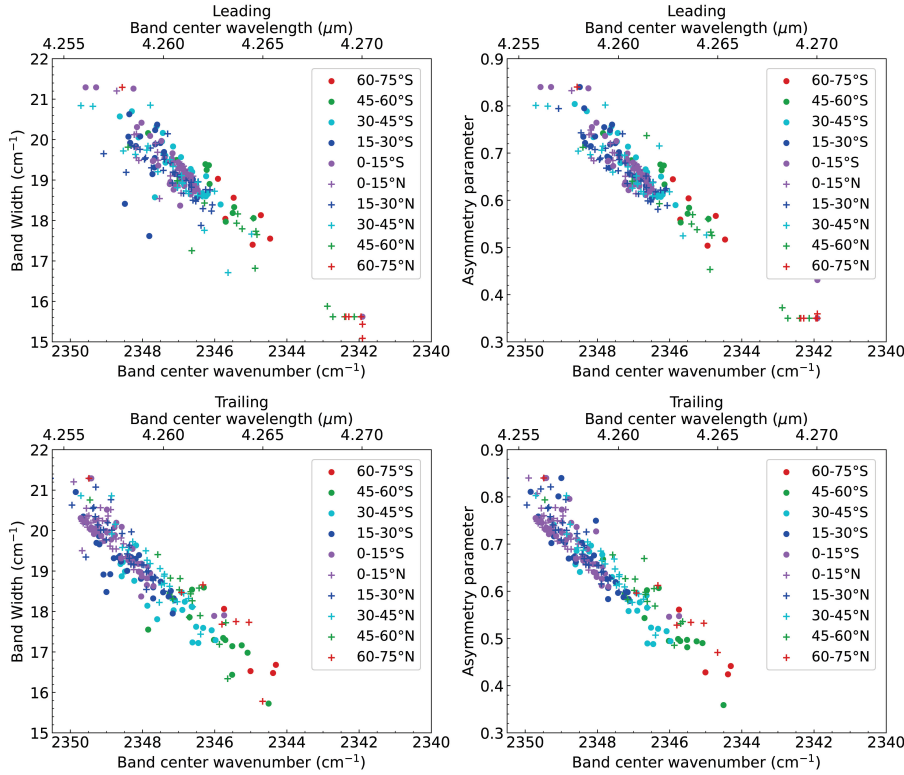 Leading
Band center wavelength (μm)
4.255 4.260 4.265 4.270
22
21
20
19
18
17
16
15
Band Width (cm⁻¹)
60-75°S
45-60°S
30-45°S
15-30°S
0-15°S
0-15°N
15-30°N
30-45°N
45-60°N
60-75°N
2350 2348 2346 2344 2342 2340
Band center wavenumber (cm⁻¹)
Leading
Band center wavelength (μm)
4.255 4.260 4.265 4.270
0.9
0.8
0.7
0.6
0.5
0.4
0.3
Asymmetry parameter
60-75°S
45-60°S
30-45°S
15-30°S
0-15°S
0-15°N
15-30°N
30-45°N
45-60°N
60-75°N
2350 2348 2346 2344 2342 2340
Band center wavenumber (cm⁻¹)
Trailing
Band center wavelength (μm)
4.255 4.260 4.265 4.270
22
21
20
19
18
17
16
15
Band Width (cm⁻¹)
60-75°S
45-60°S
30-45°S
15-30°S
0-15°S
0-15°N
15-30°N
30-45°N
45-60°N
60-75°N
2350 2348 2346 2344 2342 2340
Band center wavenumber (cm⁻¹)
Trailing
Band center wavelength (μm)
4.255 4.260 4.265 4.270
0.9
0.8
0.7
0.6
0.5
0.4
0.3
Asymmetry parameter
60-75°S
45-60°S
30-45°S
15-30°S
0-15°S
0-15°N
15-30°N
30-45°N
45-60°N
60-75°N
2350 2348 2346 2344 2342 2340
Band center wavenumber (cm⁻¹)